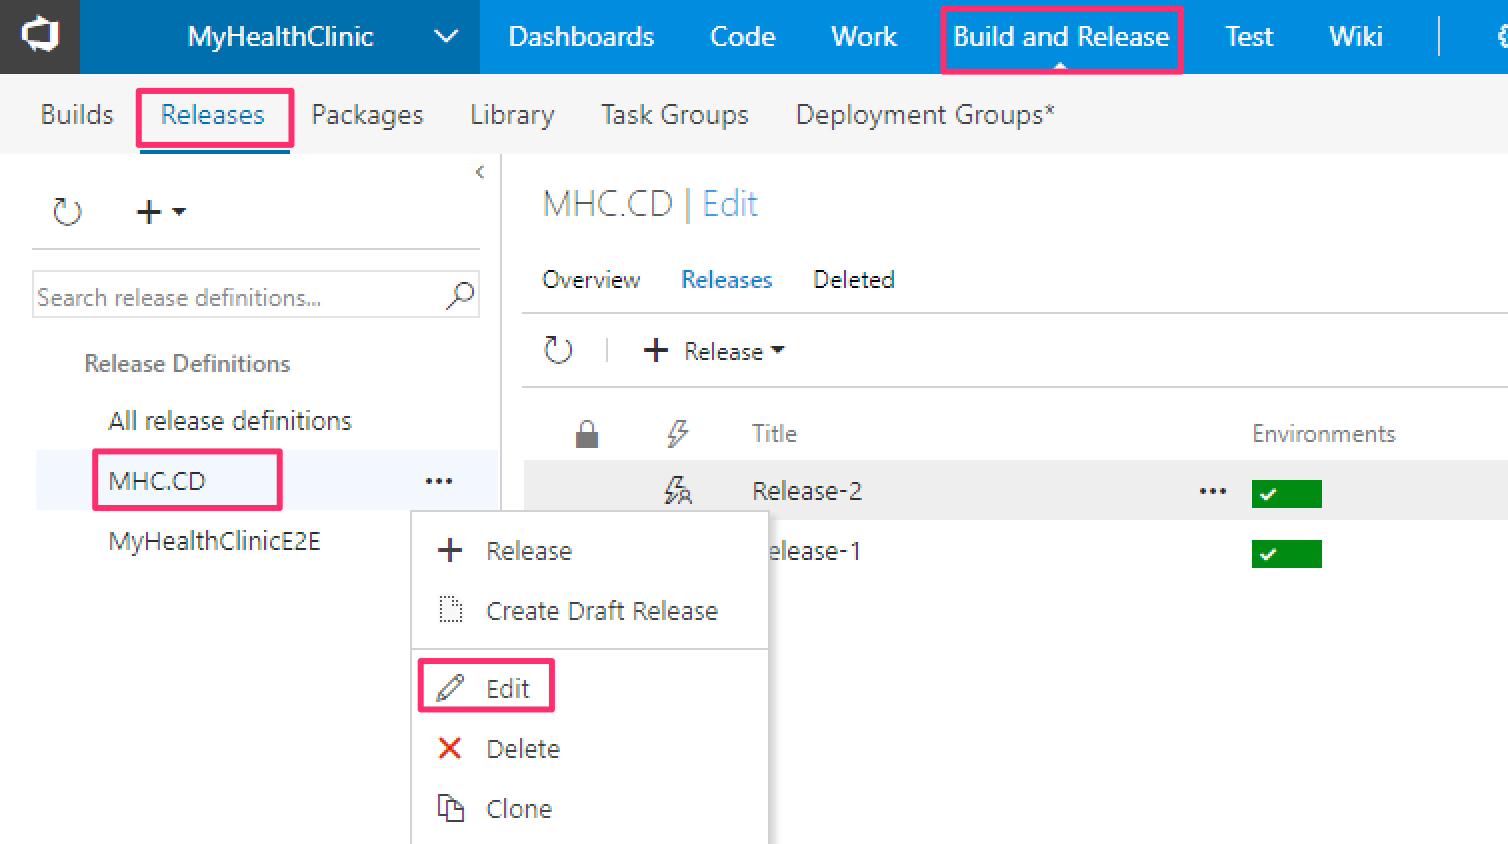 MyHealthClinic Dashboards Code Work Build and Release Test Wiki
Builds Releases Packages Library Task Groups Deployment Groups*
MHC.CD | Edit
Search release definitions...
Overview Releases Deleted
Release
Release Definitions
All release definitions
MHC.CD
MyHealthClinicE2E
Title Environments
Release-2
elease-1
Release
Create Draft Release
Edit
Delete
Clone